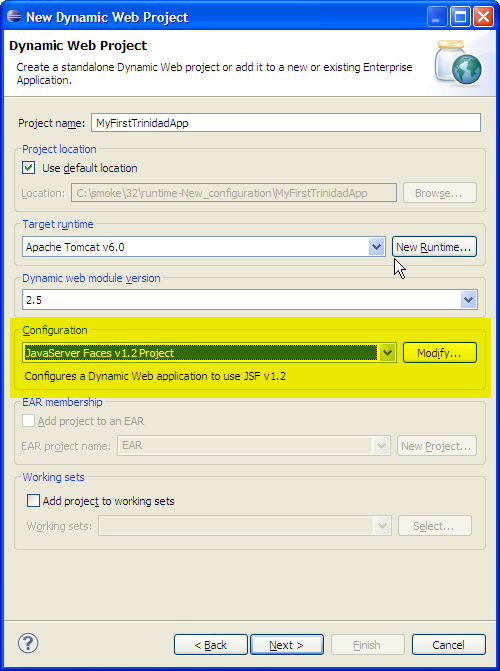 New Dynamic Web Project
Dynamic Web Project
Create a standalone Dynamic Web project or add it to a new or existing Enterprise
Application.
Project name: MyFirstTrinidadApp
Project location
Use default location
Location: C:\smoke\32\runtime-New_configuration\MyFirstTrinidadApp Browse...
Target runtime
Apache Tomcat v6.0 New Runtime...
Dynamic web module version
2.5
Configuration
JavaServer Faces v1.2 Project Modify...
Configures a Dynamic Web application to use JSF v1.2
EAR membership
Add project to an EAR
EAR project name: EAR New Project...
Working sets
Add project to working sets
Working sets: Select...
? < Back Next > Finish Cancel